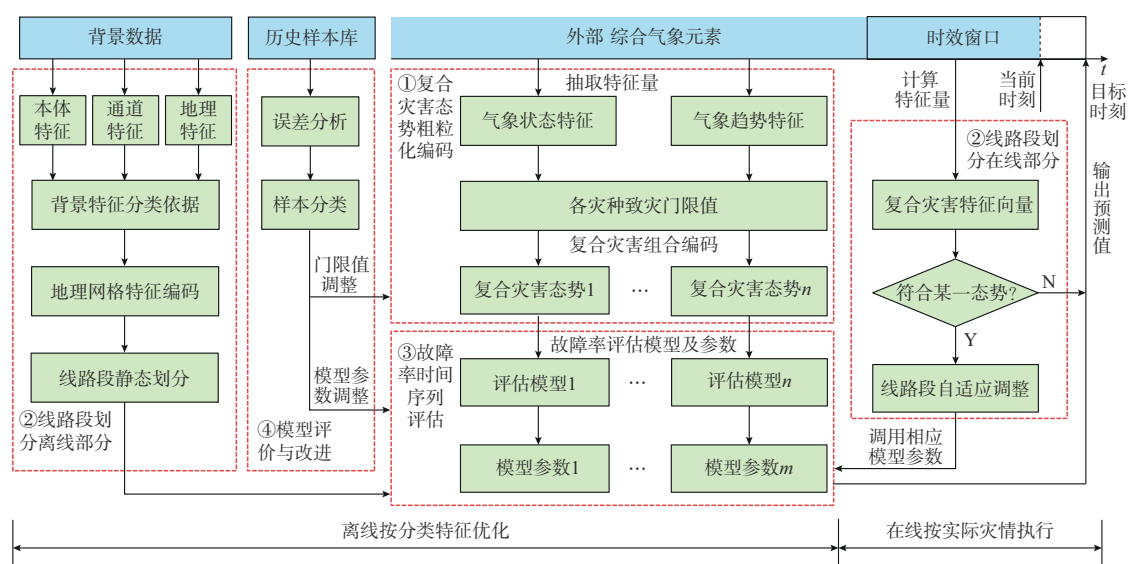 背景数据
历史样本库
外部 综合气象元素
时效窗口
t
本体
特征
通道
特征
地理
特征
背景特征分类依据
地理网格特征编码
线路段静态划分
②线路段划
分离线部分
误差分析
样本分类
门限值
调整
模型参
数调整
④模型评
价与改进
①复合
灾害态
势粗粒
化编码
抽取特征量
气象状态特征
气象趋势特征
各灾种致灾门限值
复合灾害组合编码
复合灾害态势1
…
复合灾害态势n
③故障
率时间
序列
评估
故障率评估模型及参数
评估模型1
…
评估模型n
模型参数1
…
模型参数m
计算
特征量
当前
时刻
目标
时刻
②线路段划
分在线部分
复合灾害特征向量
符合某一态势?
N
Y
线路段自适应调整
调用相应
模型参数
输出预测值
离线按分类特征优化
在线按实际灾情执行